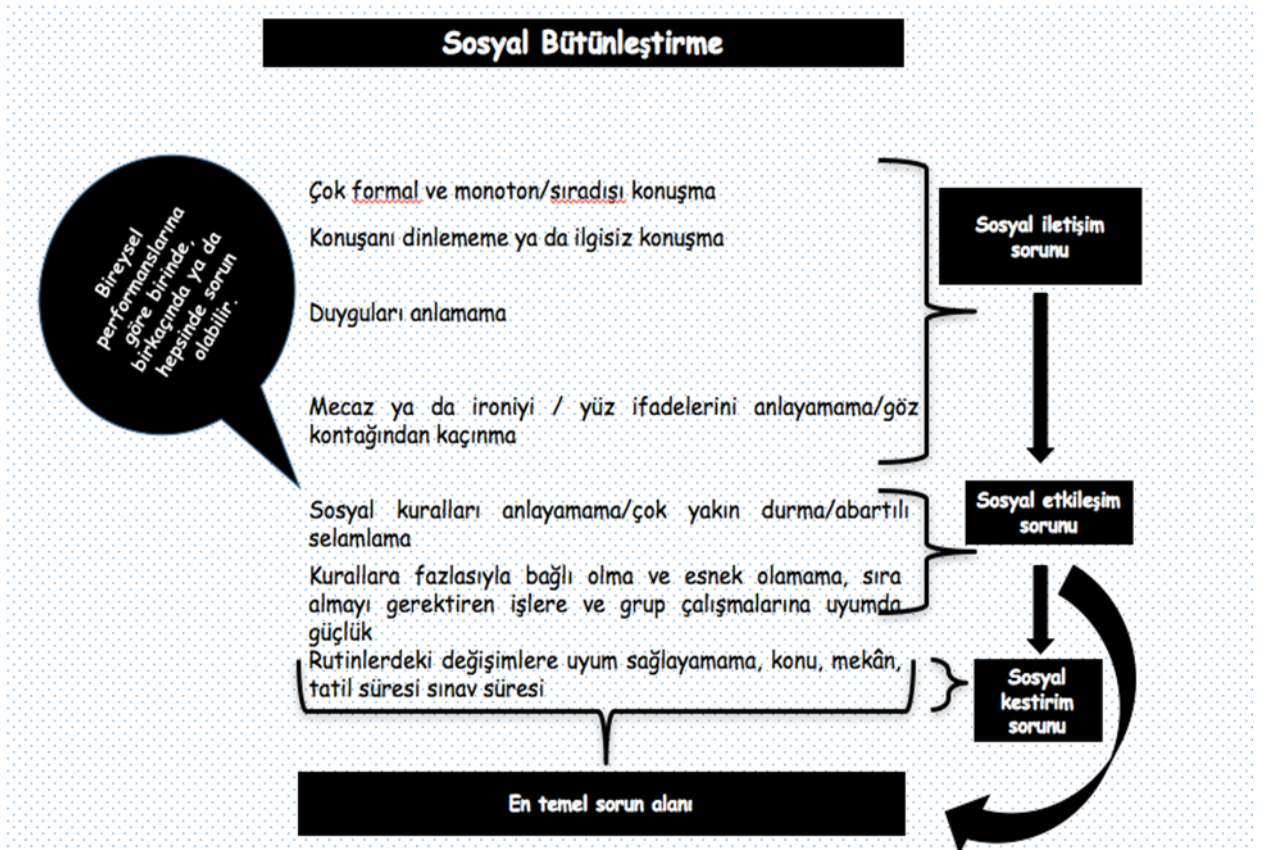 Sosyal Bütünleştirme
Bireysel
performanslarına
göre birinde,
birkaçında ya da
hepsinde sorun
olabilir.
Çok formal ve monoton/sıradışı konuşma
Konuşanı dinlememe ya da ilgisiz konuşma
Duyguları anlamama
Mecaz ya da ironiyi / yüz ifadelerini anlayamama/göz
kontağından kaçınma
Sosyal iletişim
sorunu
Sosyal kuralları anlayamama/çok yakın durma/abartılı
selamlama
Kurallara fazlasıyla bağlı olma ve esnek olamama, sıra
almayı gerektiren işlere ve grup çalışmalarına uyumda
güçlük
Sosyal etkileşim
sorunu
Rutinlerdeki değişimlere uyum sağlayamama, konu, mekân,
tatil süresi sınav süresi
Sosyal
kestirim
sorunu
En temel sorun alanı